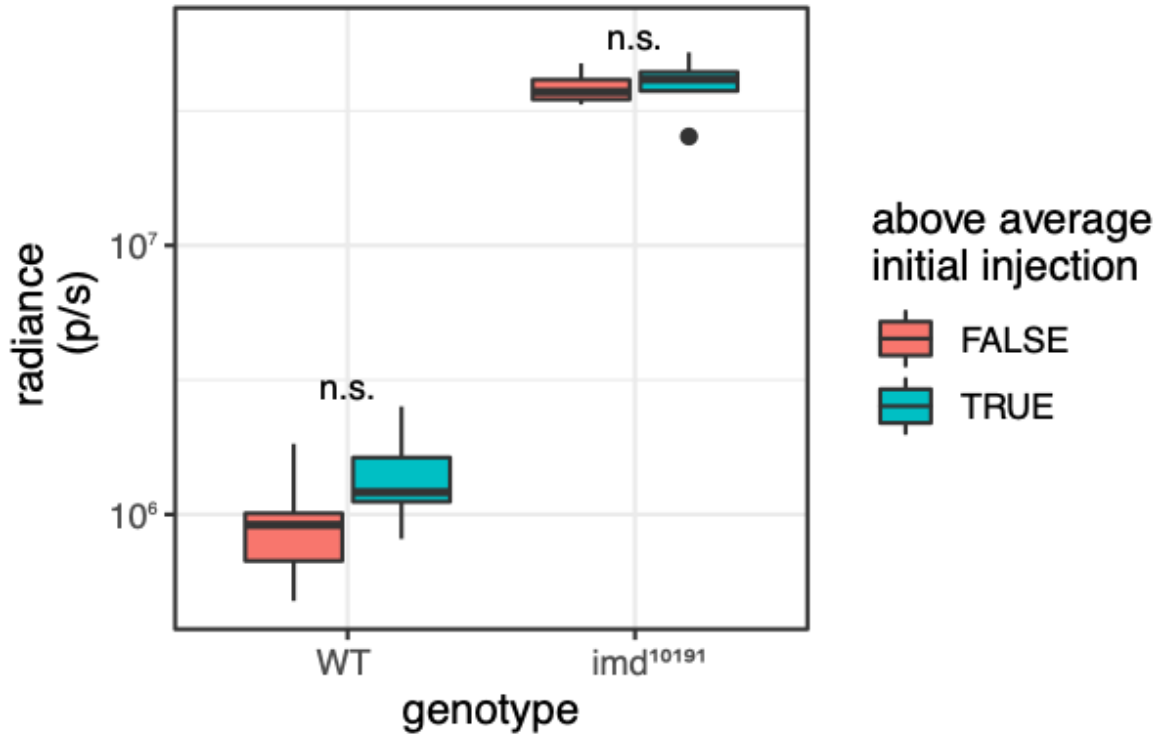 n.s.
n.s.
10⁷
10⁶
radiance
(p/s)
WT
imd¹⁰¹⁹¹
genotype
above average
initial injection
FALSE
TRUE